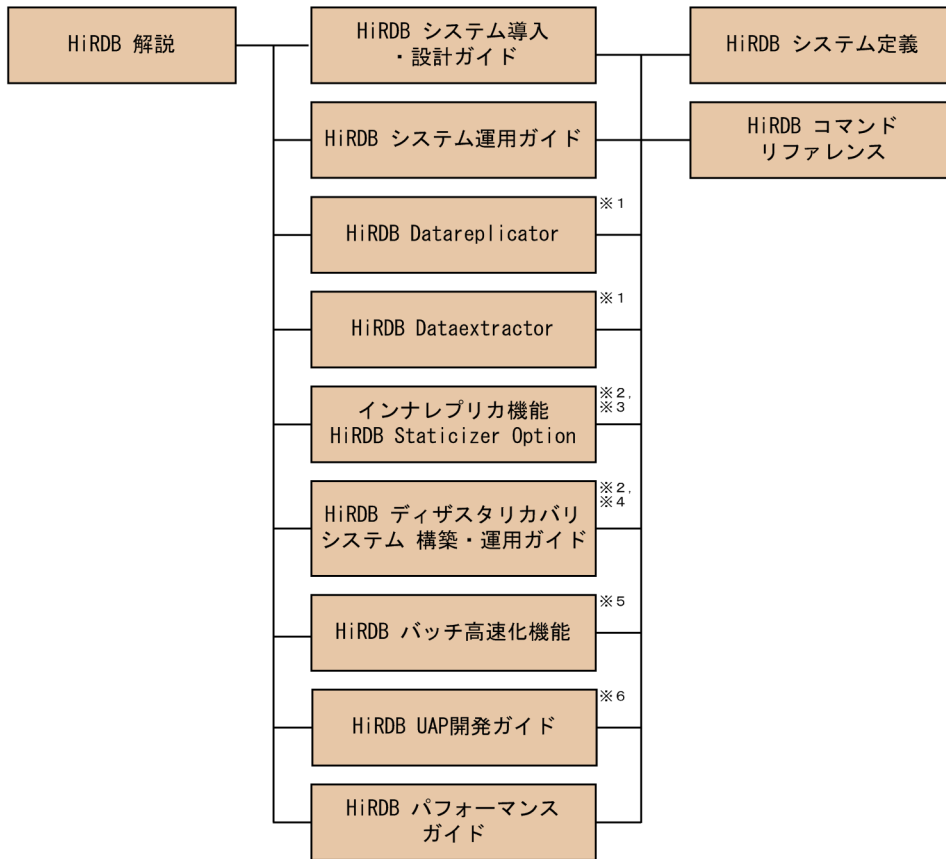 HiRDB 解説
HiRDB システム導入
・設計ガイド
HiRDB システム定義
HiRDB システム運用ガイド
HiRDB コマンド
リファレンス
※1
HiRDB Datareplicator
※1
HiRDB Dataextractor
※2,
※3
インナレプリカ機能
HiRDB Staticizer Option
※2,
※4
HiRDB ディザスタリカバリ
システム 構築・運用ガイド
※5
HiRDB バッチ高速化機能
※6
HiRDB UAP開発ガイド
HiRDB パフォーマンス
ガイド